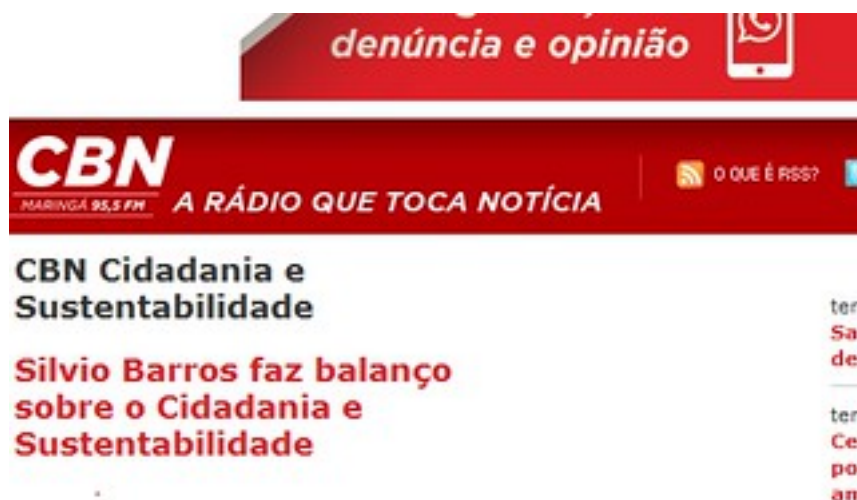 denúncia e opinião
CBN
MARINGÁ 95,5 FM
A RÁDIO QUE TOCA NOTÍCIA
O QUE É RSS?
CBN Cidadania e
Sustentabilidade
Silvio Barros faz balanço
sobre o Cidadania e
Sustentabilidade